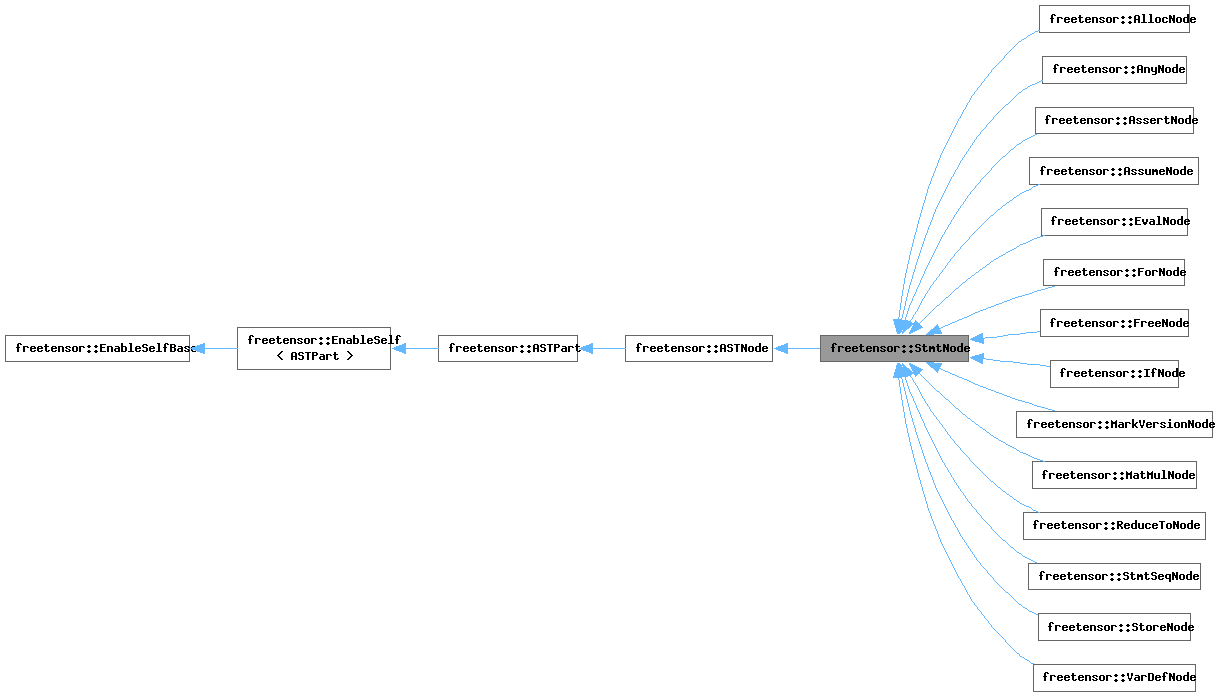 freetensor::EnableSelfBase
freetensor::EnableSelf
< ASTPart >
freetensor::ASTPart
freetensor::ASTNode
freetensor::StmtNode
freetensor::AllocNode
freetensor::AnyNode
freetensor::AssertNode
freetensor::AssumeNode
freetensor::EvalNode
freetensor::ForNode
freetensor::FreeNode
freetensor::IfNode
freetensor::MarkVersionNode
freetensor::MatMulNode
freetensor::ReduceToNode
freetensor::StmtSeqNode
freetensor::StoreNode
freetensor::VarDefNode